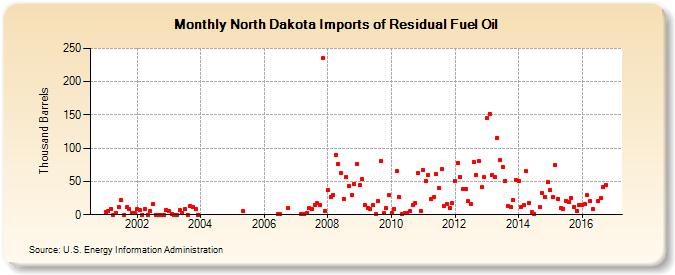 Monthly North Dakota Imports of Residual Fuel Oil
Thousand Barrels
250
200
150
100
50
0
2002 2004 2006 2008 2010 2012 2014 2016
Source: U.S. Energy Information Administration